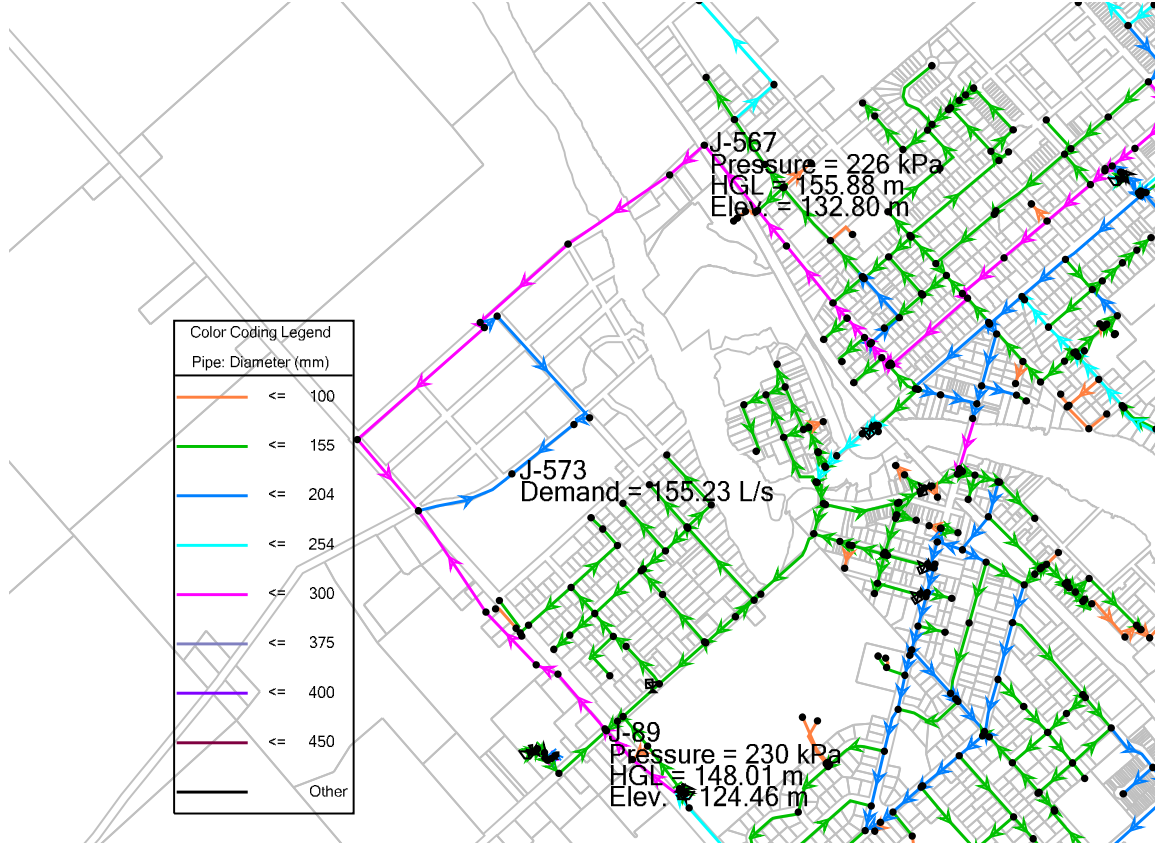 J-567
Pressure = 226 kPa
HGL = 155.88 m
Elev. = 132.80 m
Color Coding Legend
Pipe: Diameter (mm)
<= 100
<= 155
<= 204
<= 254
<= 300
<= 375
<= 400
<= 450
Other
J-573
Demand = 155.23 L/s
J-89
Pressure = 230 kPa
HGL = 148.01 m
Elev. = 124.46 m